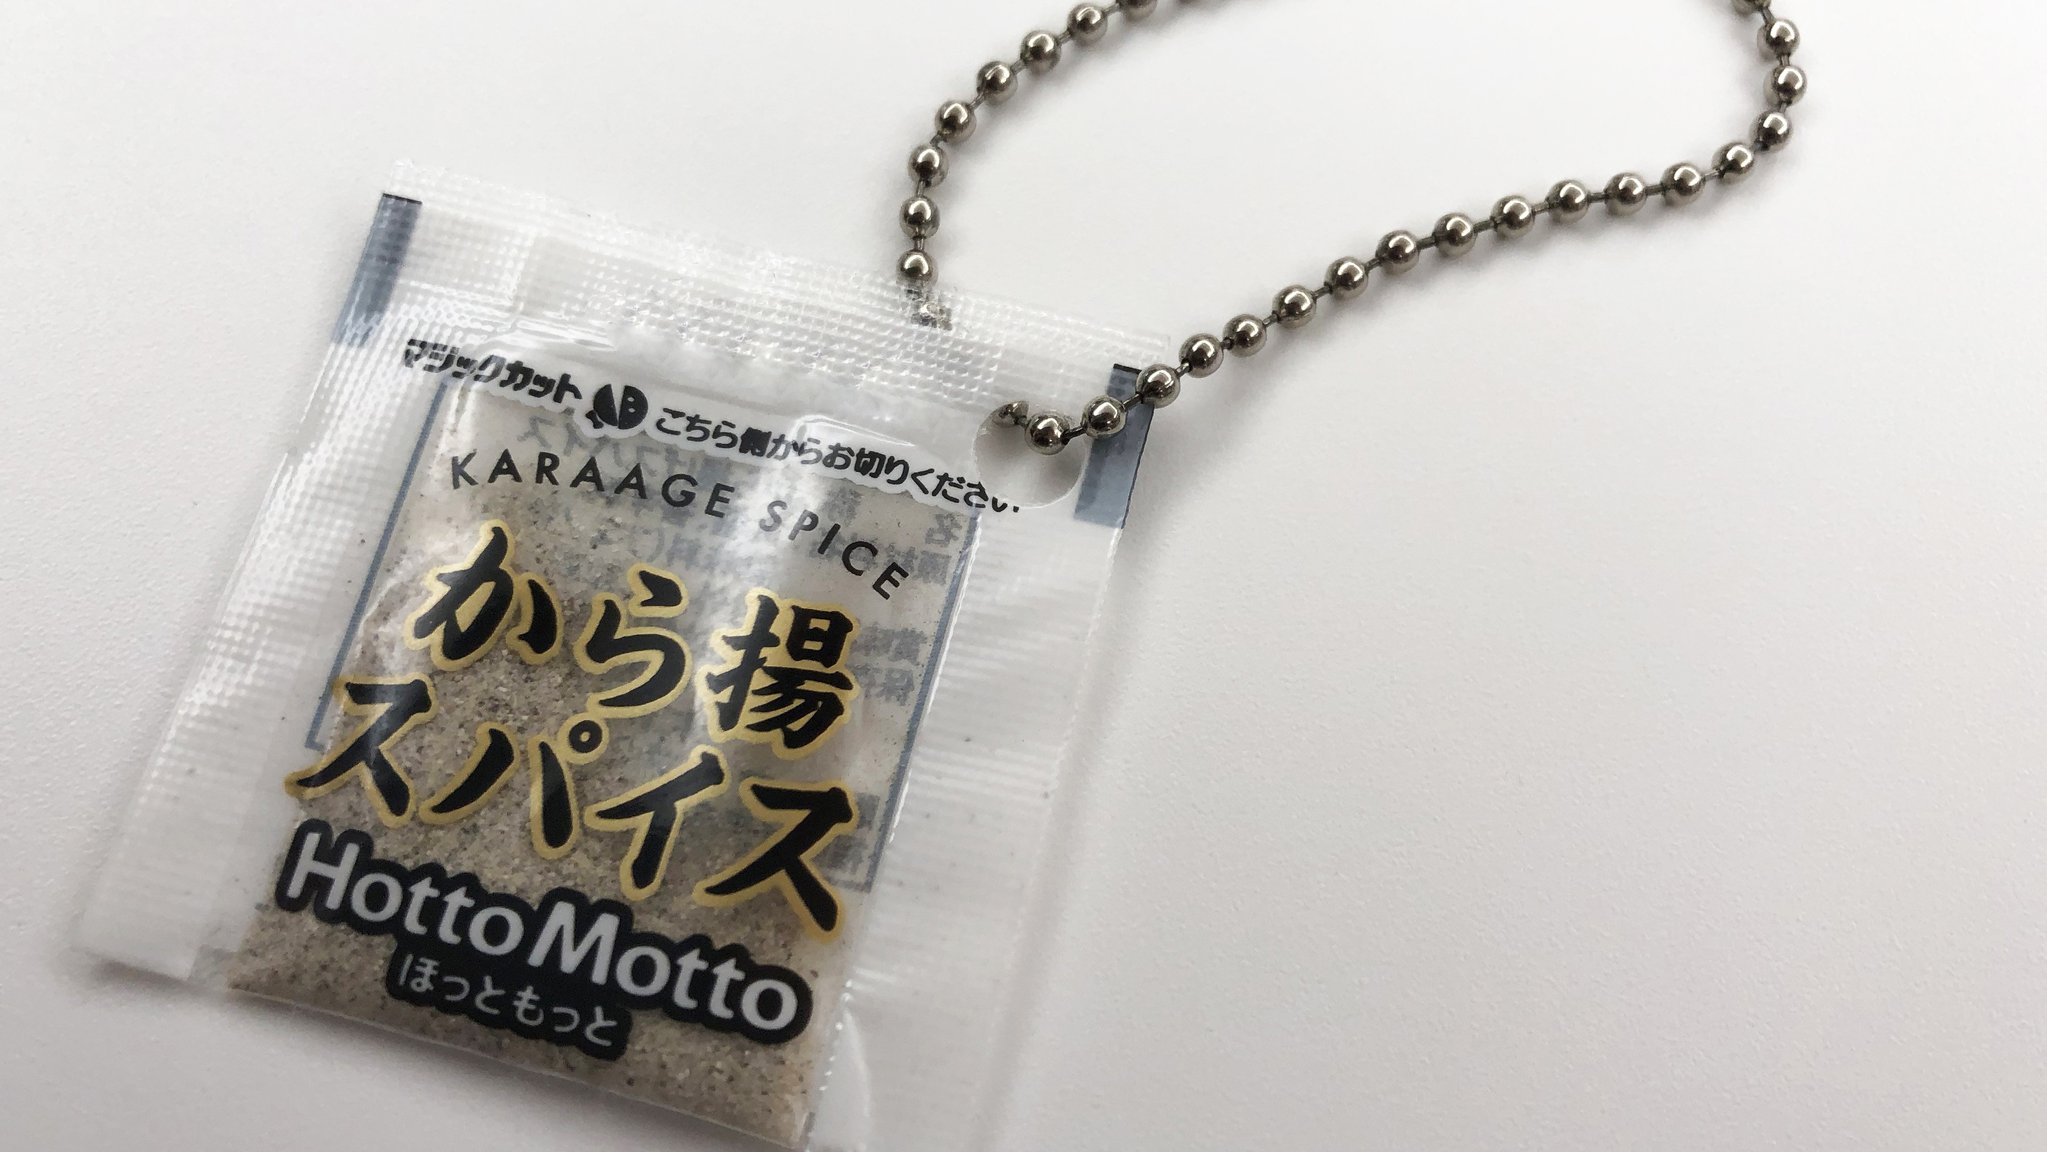 マジックカット こちら側からお切りください
KARAAGE SPICE
から揚
スパイス
HottoMotto
ほっともっと